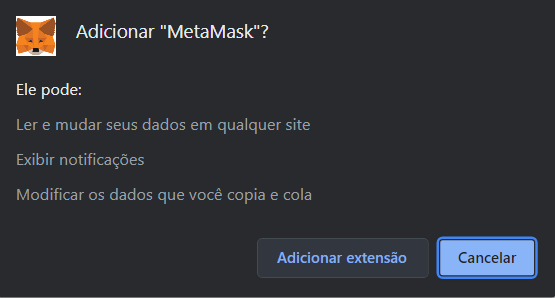 Adicionar "MetaMask"?
Ele pode:
Ler e mudar seus dados em qualquer site
Exibir notificações
Modificar os dados que você copia e cola
Adicionar extensão
Cancelar